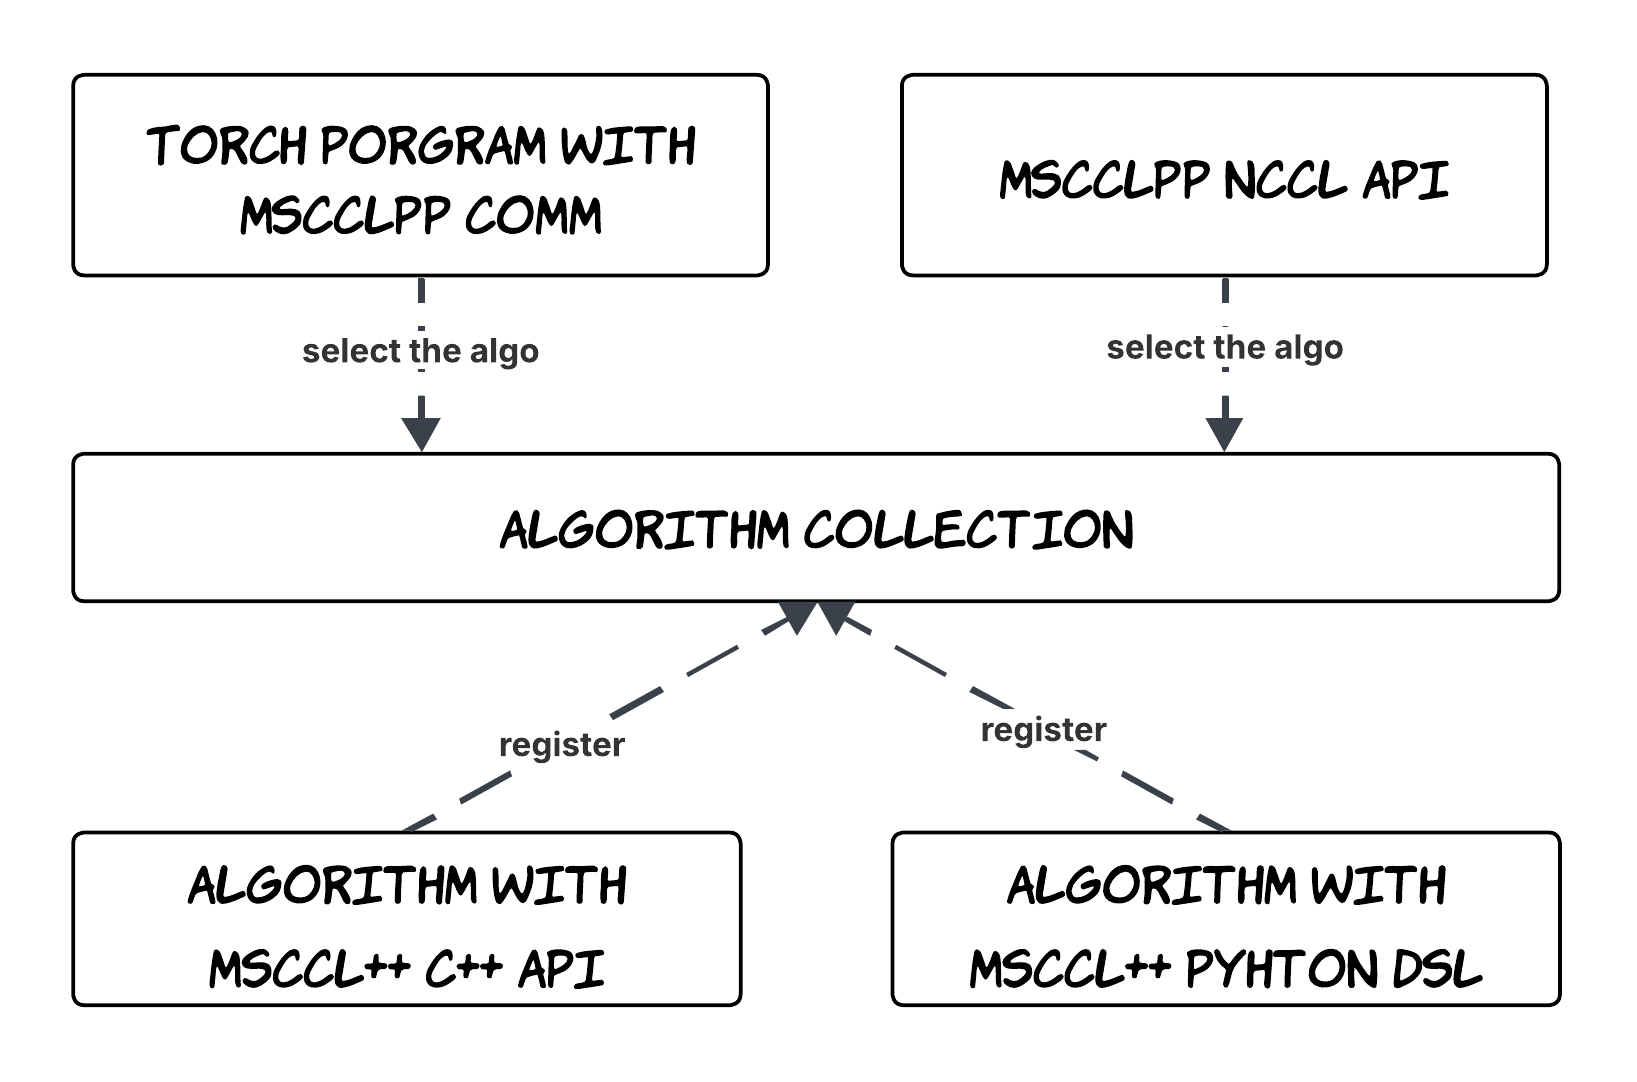 TORCH PORGRAM WITH
MSCCLPP COMM
MSCCLPP NCCL API
select the algo
select the algo
ALGORITHM COLLECTION
register
register
ALGORITHM WITH
MSCCL++ C++ API
ALGORITHM WITH
MSCCL++ PYHTON DSL